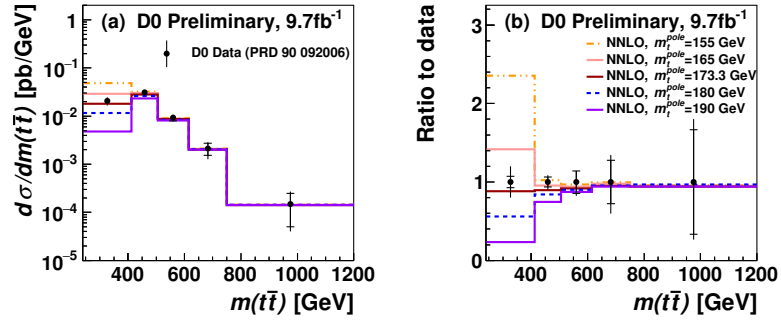 D0 Preliminary, 9.7fb⁻¹
(a)
D0 Data (PRD 90 092006)
dσ/dm(tt̄) [pb/GeV]
1
10⁻¹
10⁻²
10⁻³
10⁻⁴
10⁻⁵
400 600 800 1000 1200
m(tt̄) [GeV]
D0 Preliminary, 9.7fb⁻¹
(b)
NNLO, m_t^pole=155 GeV
NNLO, m_t^pole=165 GeV
NNLO, m_t^pole=173.3 GeV
NNLO, m_t^pole=180 GeV
NNLO, m_t^pole=190 GeV
Ratio to data
3
2
1
0
400 600 800 1000 1200
m(tt̄) [GeV]